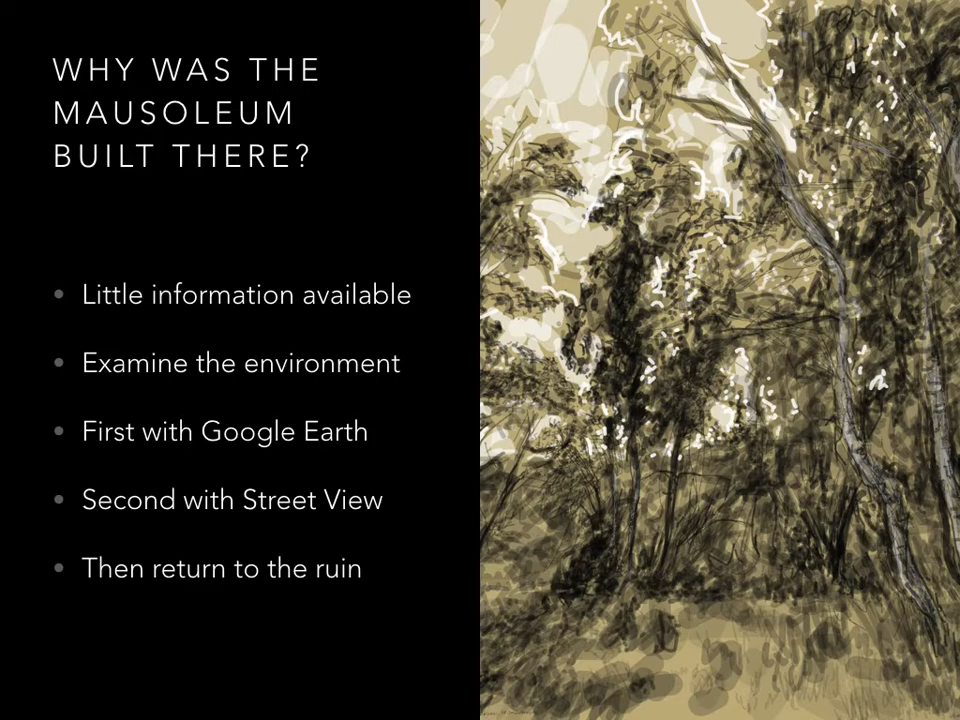 WHY WAS THE
MAUSOLEUM
BUILT THERE?
• Little information available
• Examine the environment
• First with Google Earth
• Second with Street View
• Then return to the ruin